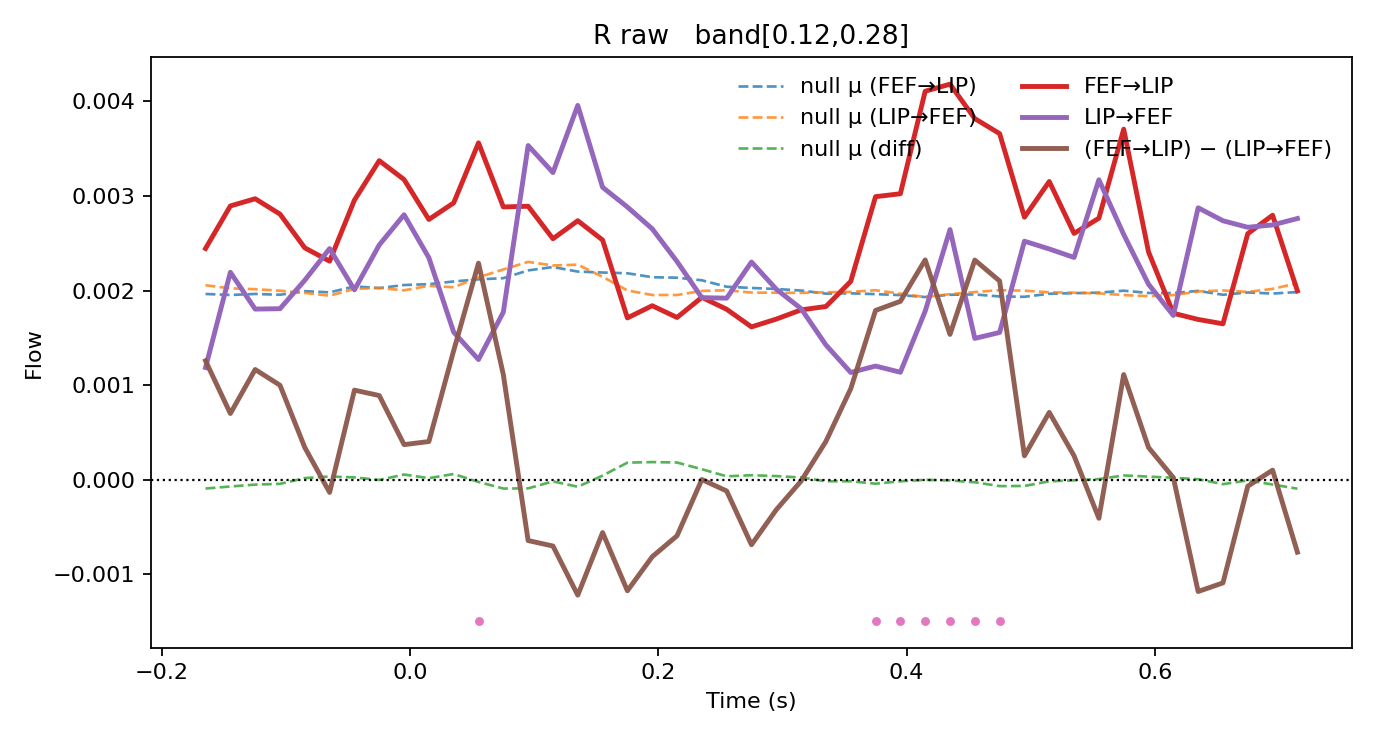 R raw   band[0.12,0.28]
null μ (FEF→LIP)
null μ (LIP→FEF)
null μ (diff)
FEF→LIP
LIP→FEF
(FEF→LIP) − (LIP→FEF)
Flow
0.004
0.003
0.002
0.001
0.000
−0.001
−0.2
0.0
0.2
0.4
0.6
Time (s)